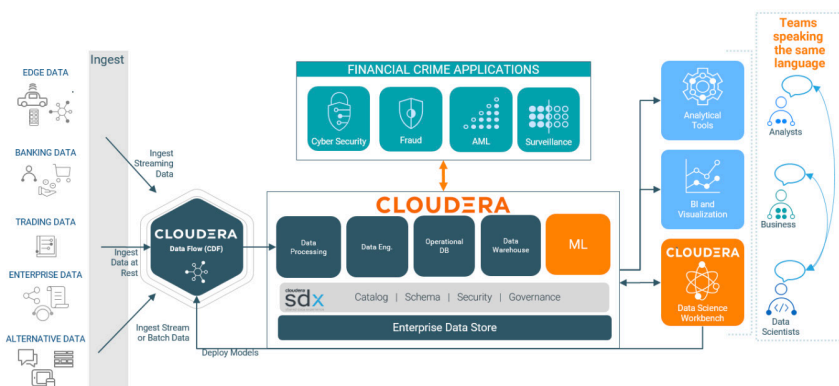 Teams
speaking
the same
language
Ingest
EDGE DATA
BANKING DATA
TRADING DATA
ENTERPRISE DATA
ALTERNATIVE DATA
Ingest
Streaming
Data
Ingest
Data at
Rest
Ingest Stream
or Batch Data
CLOUDERA
Data Flow (CDF)
Deploy Models
FINANCIAL CRIME APPLICATIONS
Cyber Security
Fraud
AML
Surveillance
CLOUDERA
Data
Processing
Data Eng.
Operational
DB
Data
Warehouse
ML
cloudera
sdx
Catalog | Schema | Security | Governance
Enterprise Data Store
Analytical
Tools
BI and
Visualization
CLOUDERA
Data Science
Workbench
Analysts
Business
Data
Scientists